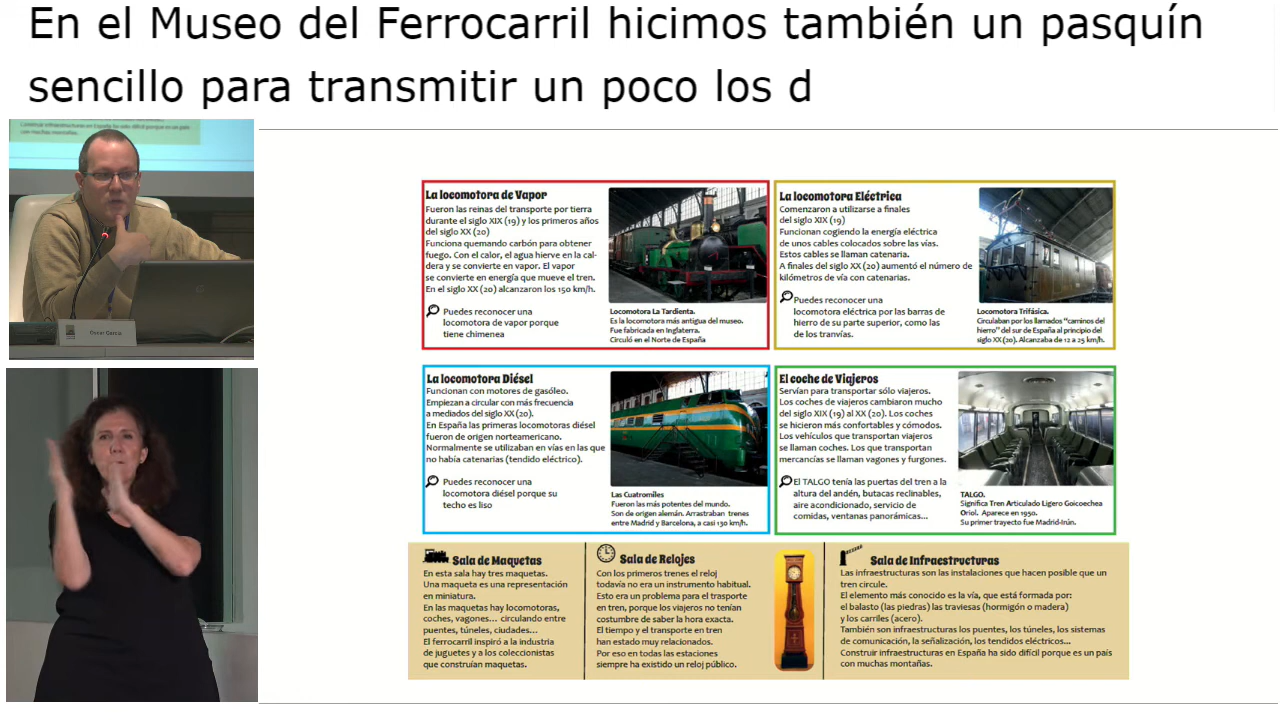 En el Museo del Ferrocarril hicimos también un pasquín
sencillo para transmitir un poco los d
Oscar García
La locomotora de Vapor
Fueron las reinas del transporte por tierra
durante el siglo XIX (19) y los primeros años
del siglo XX (20)
Funciona quemando carbón para obtener
fuego. Con el calor, el agua hierve en la cal-
dera y se convierte en vapor. El vapor
se convierte en energía que mueve el tren.
En el siglo XX (20) alcanzaron los 150 km/h.
Puedes reconocer una
locomotora de vapor porque
tiene chimenea
Locomotora La Tardienta.
Es la locomotora más antigua del museo.
Fue fabricada en Inglaterra.
Circuló en el Norte de España
La locomotora Eléctrica
Comenzaron a utilizarse a finales
del siglo XIX (19)
Funcionan cogiendo la energía eléctrica
de unos cables colocados sobre las vías.
Estos cables se llaman catenaria.
A finales del siglo XX (20) aumentó el número de
kilómetros de vía con catenarias.
Puedes reconocer una
locomotora eléctrica por las barras de
hierro de su parte superior, como las
de los tranvías.
Locomotora Trifásica.
Circulaban por los llamados "caminos del
hierro" del sur de España al principio del
siglo XX (20). Alcanzaba de 12 a 25 km/h.
La locomotora Diésel
Funcionan con motores de gasóleo.
Empiezan a circular con más frecuencia
a mediados del siglo XX (20).
En España las primeras locomotoras diésel
fueron de origen norteamericano.
Normalmente se utilizaban en vías en las que
no había catenarias (tendido eléctrico).
Puedes reconocer una
locomotora diésel porque su
techo es liso
Las Cuatromiles
Fueron las más potentes del mundo.
Son de origen alemán. Arrastraban trenes
entre Madrid y Barcelona, a casi 130 km/h.
El coche de Viajeros
Servían para transportar sólo viajeros.
Los coches de viajeros cambiaron mucho
del siglo XIX (19) al XX (20). Los coches
se hicieron más confortables y cómodos.
Los vehículos que transportan viajeros
se llaman coches. Los que transportan
mercancías se llaman vagones y furgones.
El TALGO tenía las puertas del tren a la
altura del andén, butacas reclinables,
aire acondicionado, servicio de
comidas, ventanas panorámicas...
TALGO.
Significa Tren Articulado Ligero Goicoechea
Oriol. Aparece en 1950.
Su primer trayecto fue Madrid-Irún.
Sala de Maquetas
En esta sala hay tres maquetas.
Una maqueta es una representación
en miniatura.
En las maquetas hay locomotoras,
coches, vagones... circulando entre
puentes, túneles, ciudades...
El ferrocarril inspiró a la industria
de juguetes y a los coleccionistas
que construían maquetas.
Sala de Relojes
Con los primeros trenes el reloj
todavía no era un instrumento habitual.
Esto era un problema para el trasporte
en tren, porque los viajeros no tenían
costumbre de saber la hora exacta.
El tiempo y el transporte en tren
han estado muy relacionados.
Por eso en todas las estaciones
siempre ha existido un reloj público.
Sala de Infraestructuras
Las infraestructuras son las instalaciones que hacen posible que un
tren circule.
El elemento más conocido es la vía, que está formada por:
el balasto (las piedras) las traviesas (hormigón o madera)
y los carriles (acero).
También son infraestructuras los puentes, los túneles, los sistemas
de comunicación, la señalización, los tendidos eléctricos...
Construir infraestructuras en España ha sido difícil porque es un país
con muchas montañas.